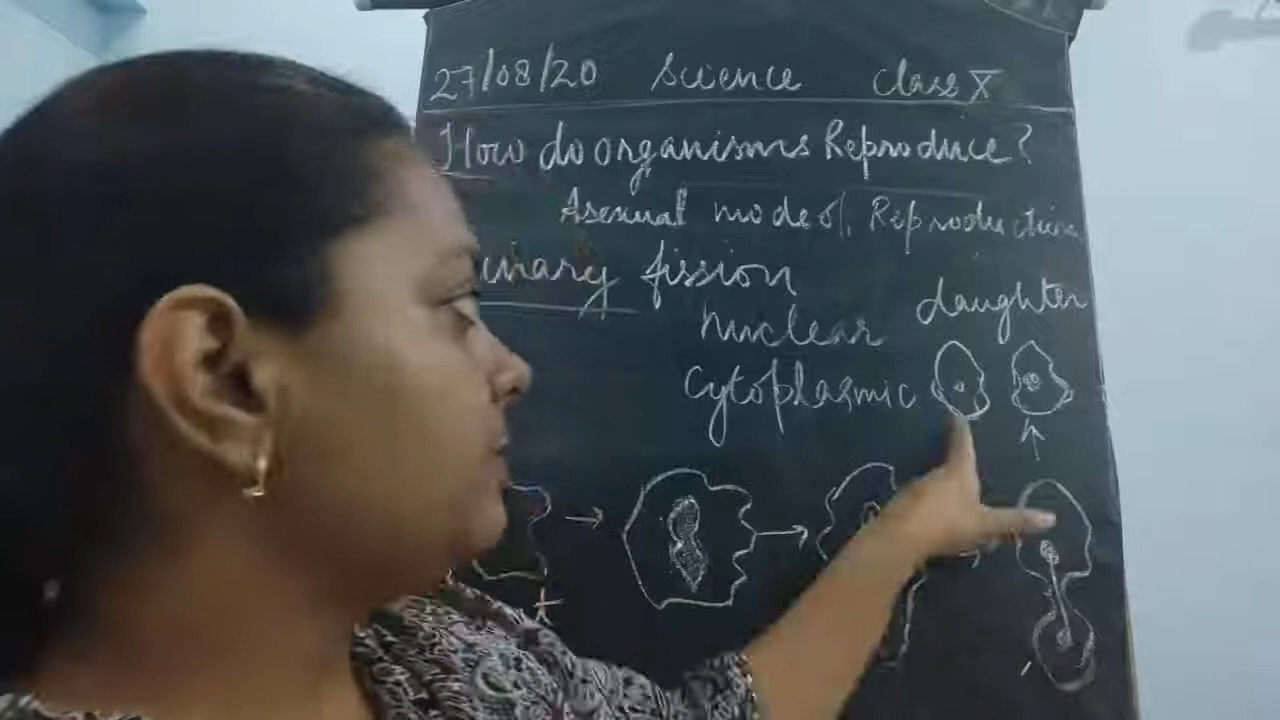 27/08/20 Science Class X
How do organisms Reproduce?
Asexual mode of Reproduction
fission
daughter
Nuclear
Cytoplasmic